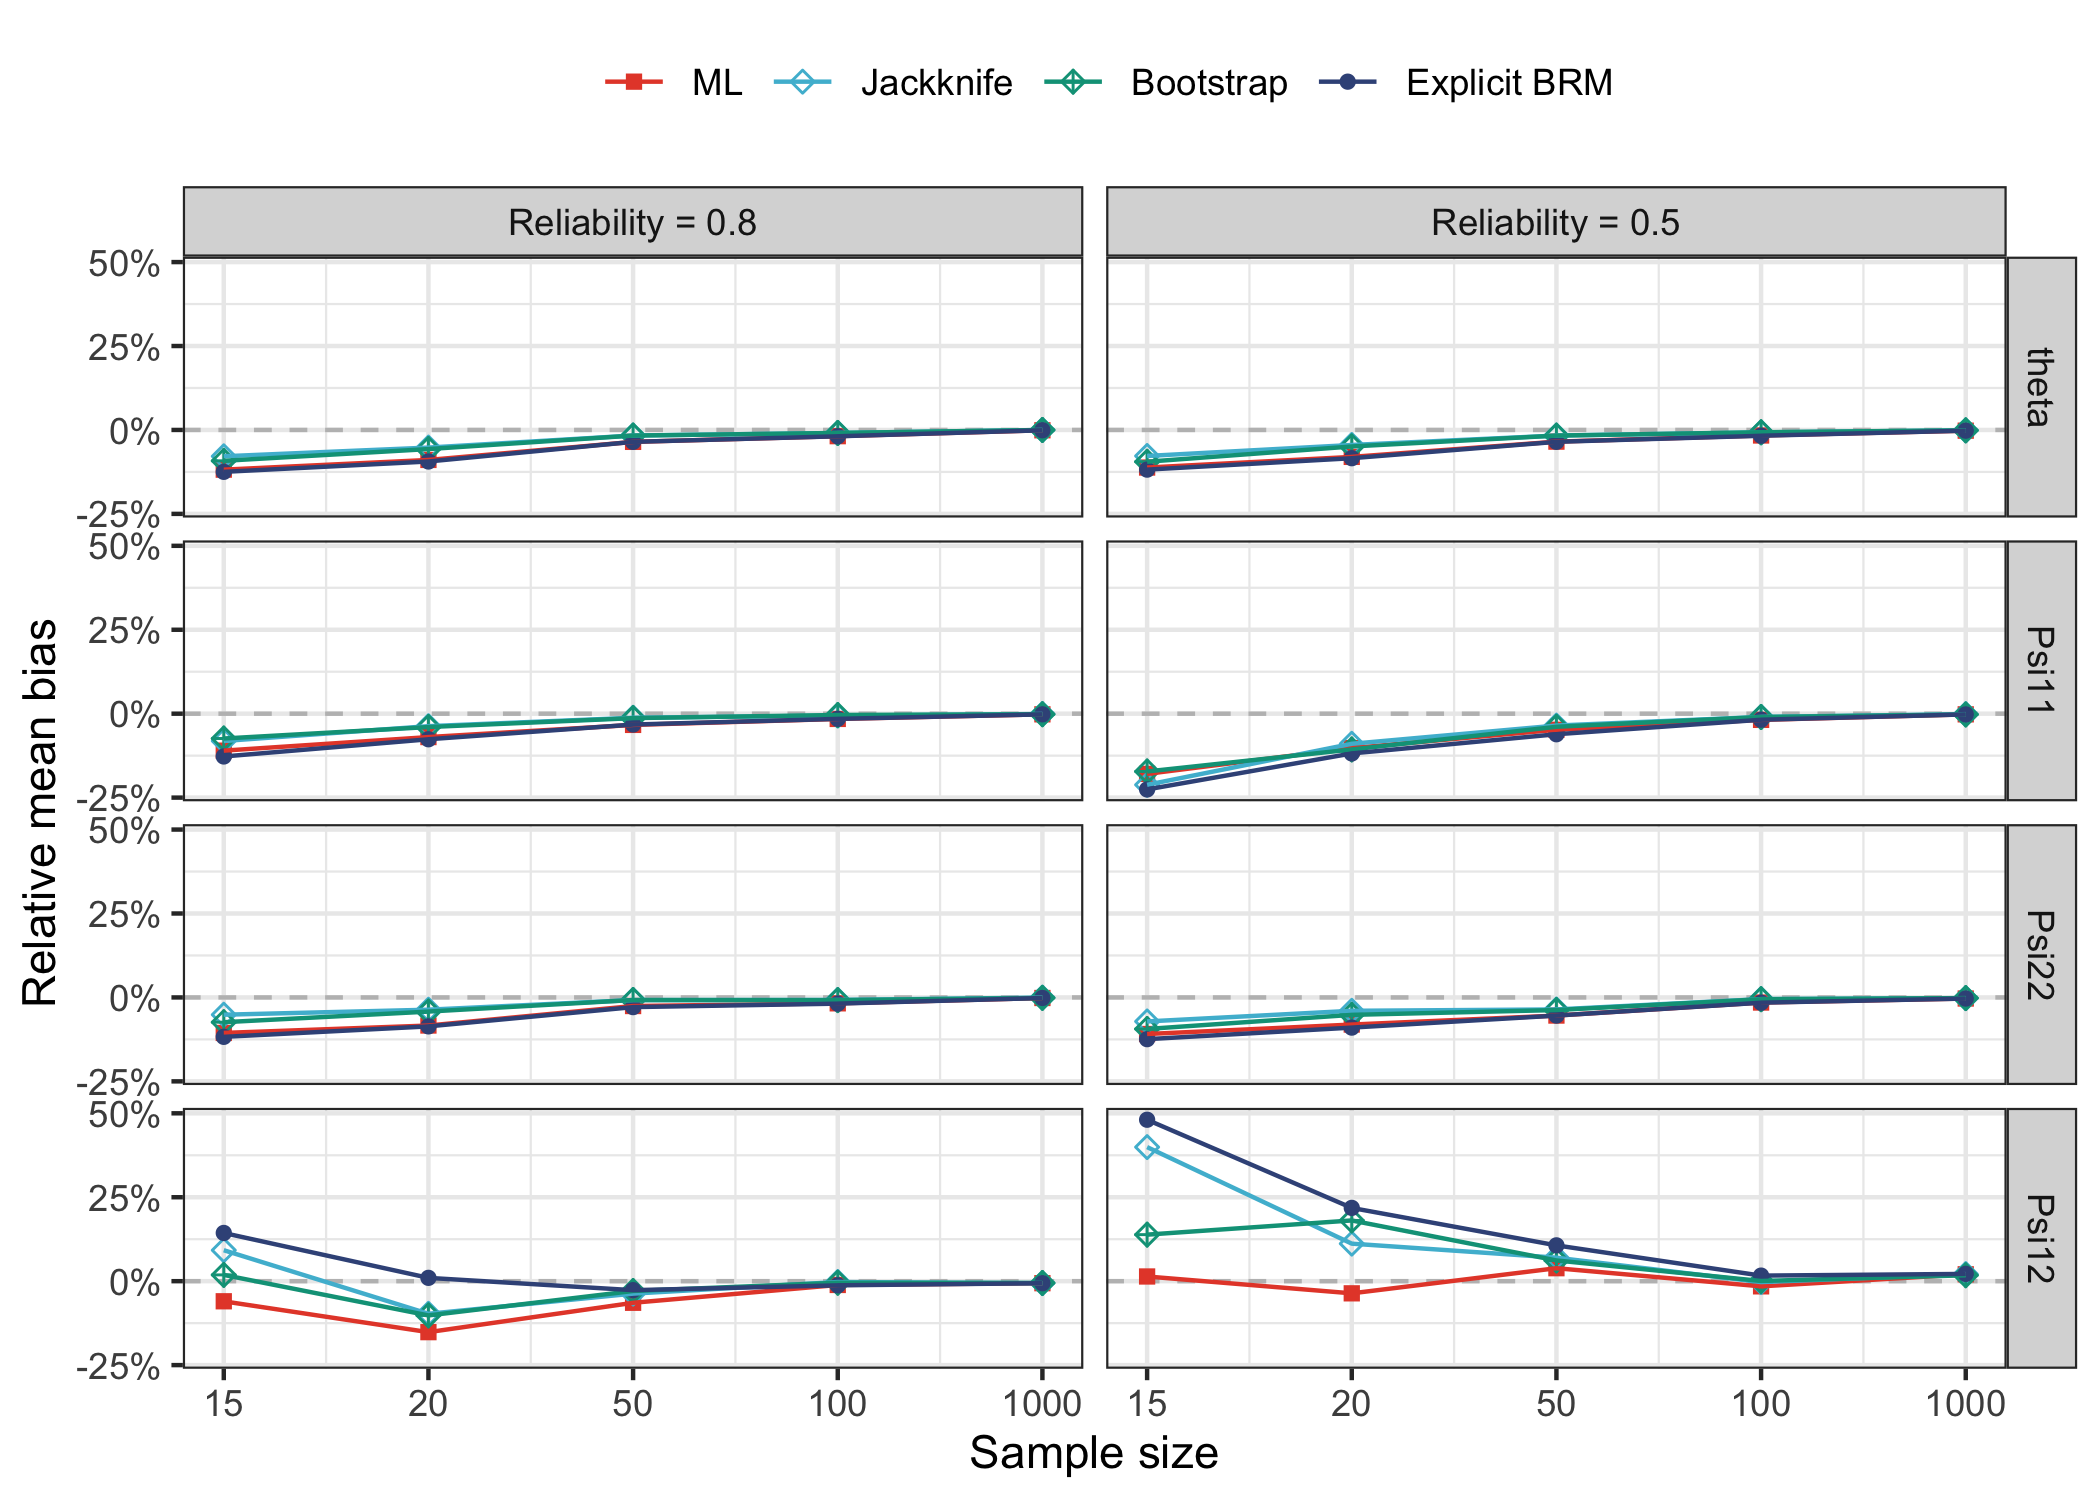 ML Jackknife Bootstrap Explicit BRM
Reliability = 0.8 Reliability = 0.5
50%
25%
0%
-25%
theta
50%
25%
0%
-25%
Psi11
50%
25%
0%
-25%
Psi22
50%
25%
0%
-25%
Psi12
Relative mean bias
15 20 50 100 1000 15 20 50 100 1000
Sample size